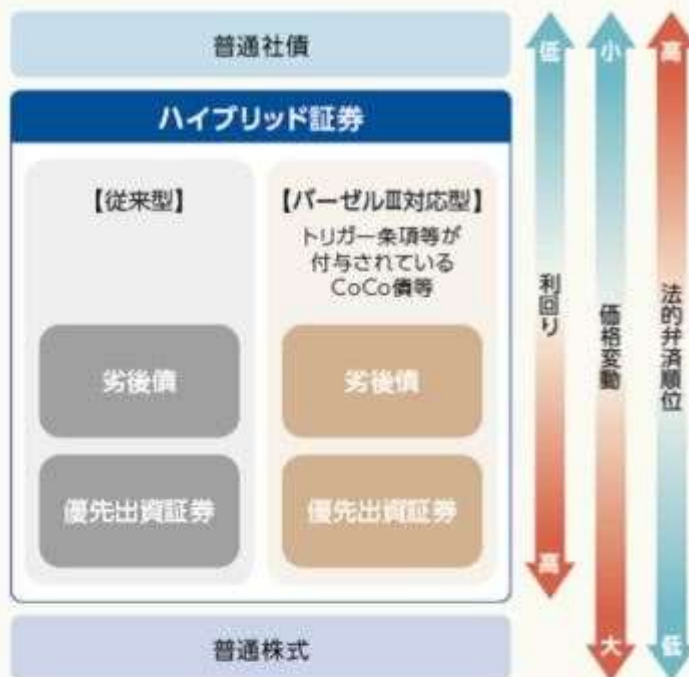 普通社債
ハイブリッド証券
【従来型】
【バーゼルⅢ対応型】
トリガー条項等が
付与されている
CoCo債等
劣後債
劣後債
優先出資証券
優先出資証券
普通株式
低
利回り
高
小
価格変動
大
高
法的弁済順位
低